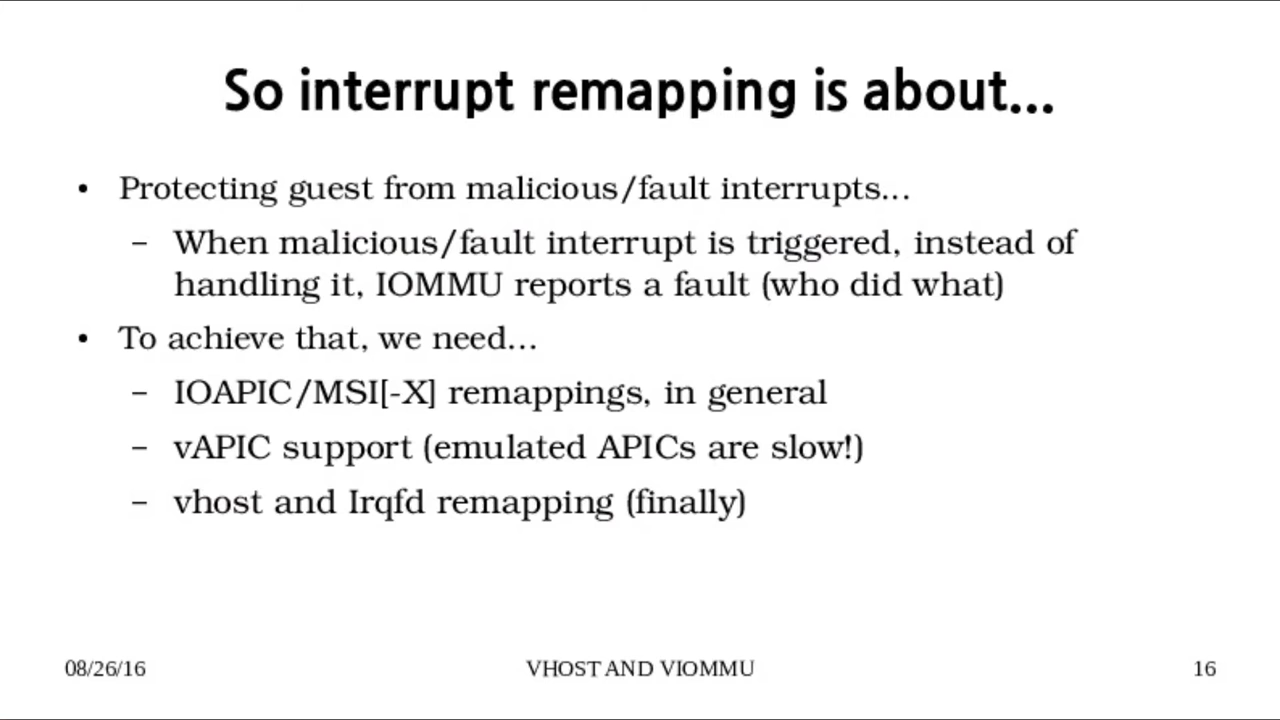 So interrupt remapping is about...
• Protecting guest from malicious/fault interrupts...
– When malicious/fault interrupt is triggered, instead of
handling it, IOMMU reports a fault (who did what)
• To achieve that, we need...
– IOAPIC/MSI[-X] remappings, in general
– vAPIC support (emulated APICs are slow!)
– vhost and Irqfd remapping (finally)
08/26/16 VHOST AND VIOMMU 16